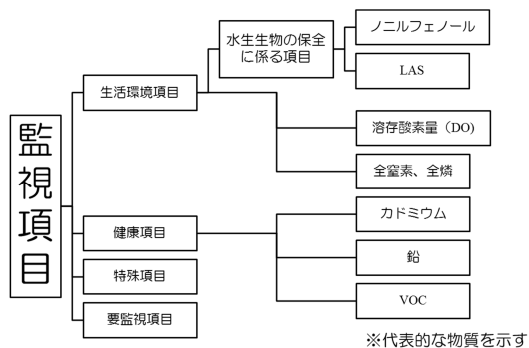 監視項目
生活環境項目
水生生物の保全
に係る項目
ノニルフェノール
LAS
溶存酸素量（DO)
全窒素、全燐
健康項目
カドミウム
鉛
VOC
特殊項目
要監視項目
※代表的な物質を示す